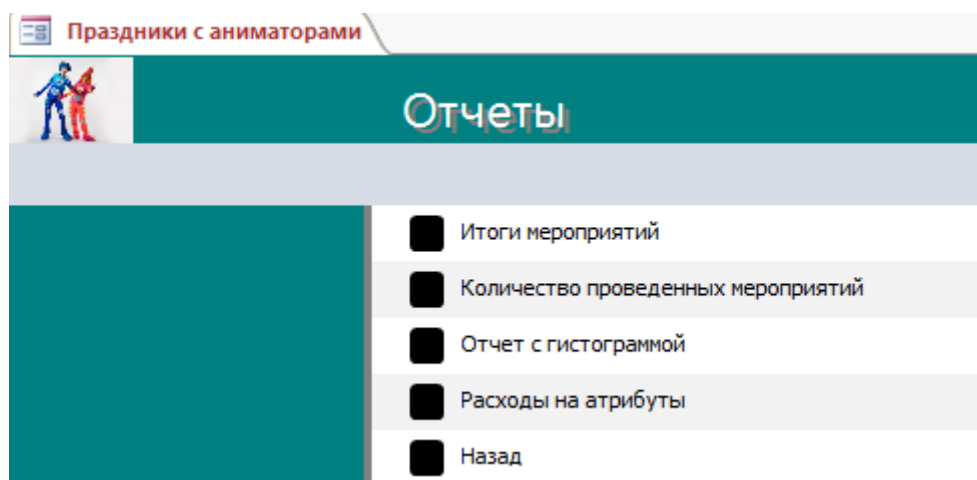 Праздники с аниматорами
Отчеты
Итоги мероприятий
Количество проведенных мероприятий
Отчет с гистограммой
Расходы на атрибуты
Назад